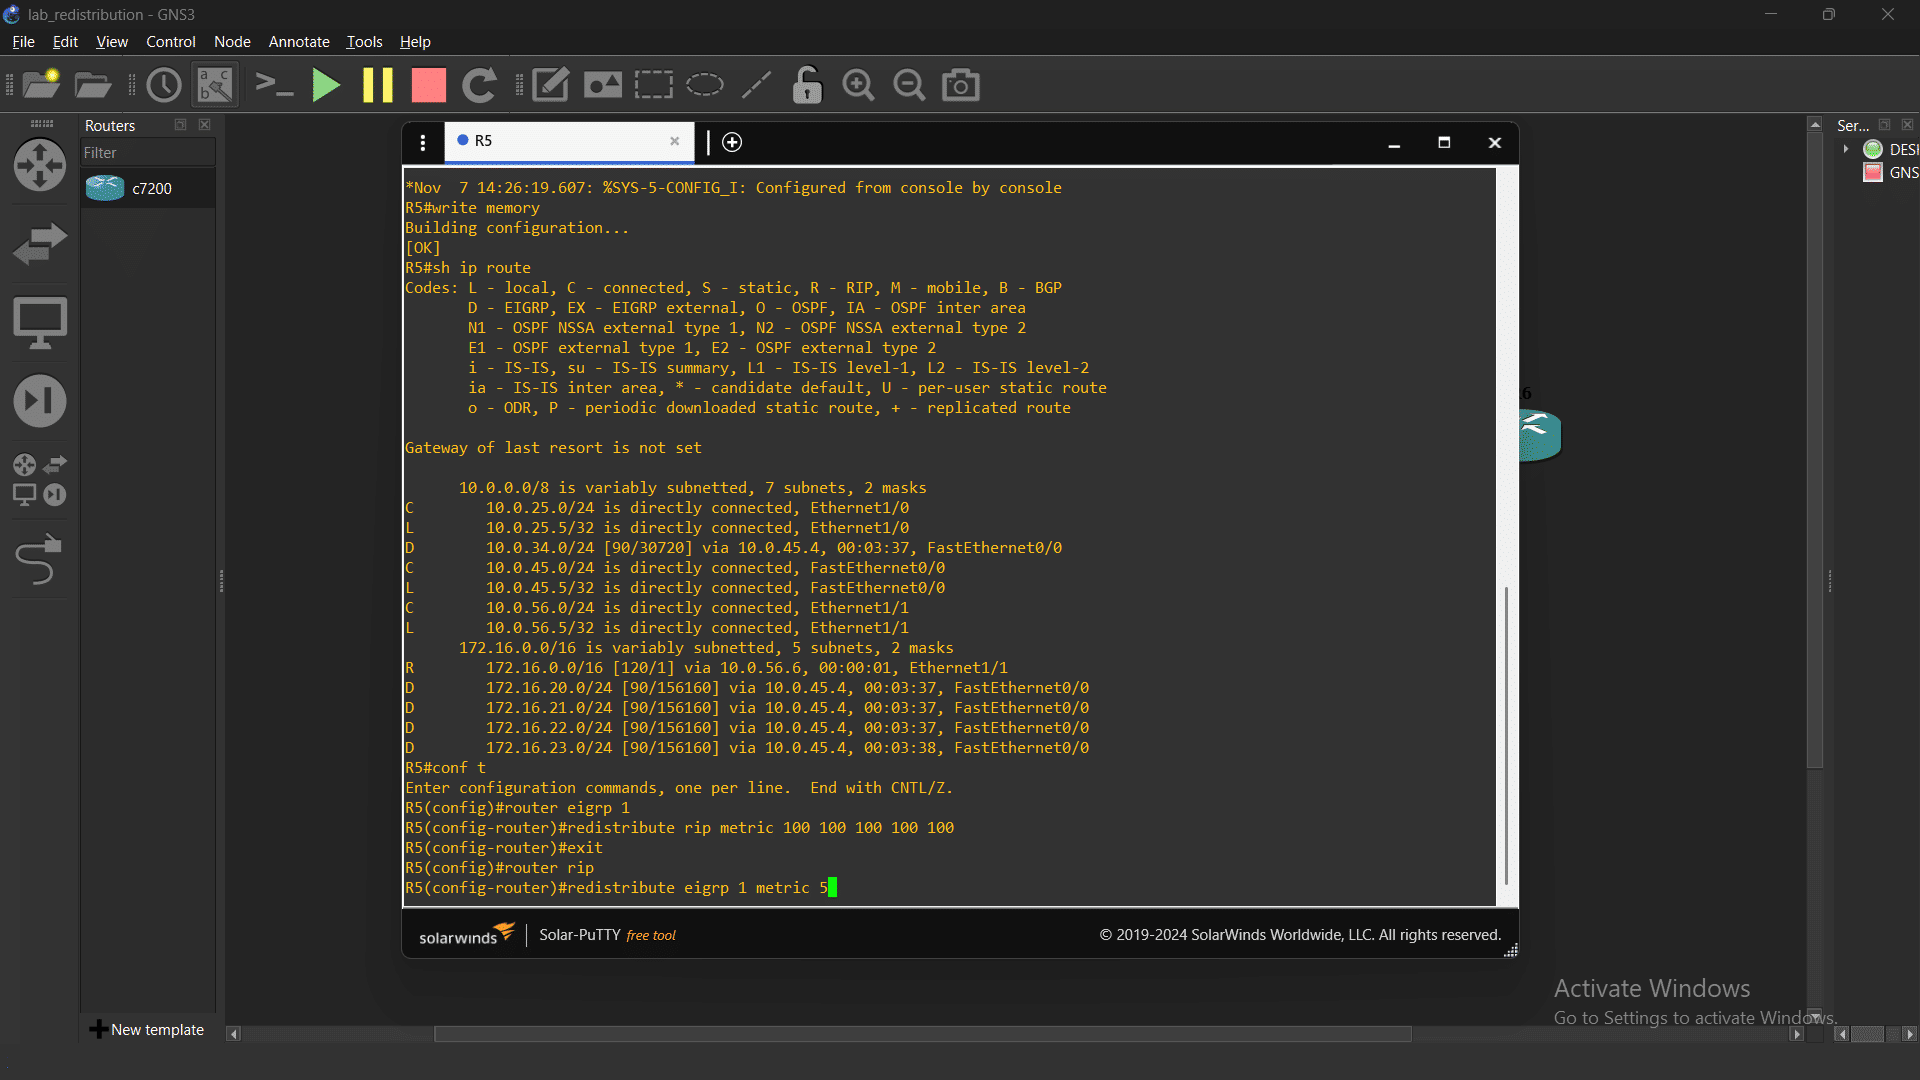 lab_redistribution - GNS3
File Edit View Control Node Annotate Tools Help
Routers
Filter
c7200
New template
R5
*Nov  7 14:26:19.607: %SYS-5-CONFIG_I: Configured from console by console
R5#write memory
Building configuration...
[OK]
R5#sh ip route
Codes: L - local, C - connected, S - static, R - RIP, M - mobile, B - BGP
       D - EIGRP, EX - EIGRP external, O - OSPF, IA - OSPF inter area
       N1 - OSPF NSSA external type 1, N2 - OSPF NSSA external type 2
       E1 - OSPF external type 1, E2 - OSPF external type 2
       i - IS-IS, su - IS-IS summary, L1 - IS-IS level-1, L2 - IS-IS level-2
       ia - IS-IS inter area, * - candidate default, U - per-user static route
       o - ODR, P - periodic downloaded static route, + - replicated route
Gateway of last resort is not set
      10.0.0.0/8 is variably subnetted, 7 subnets, 2 masks
C        10.0.25.0/24 is directly connected, Ethernet1/0
L        10.0.25.5/32 is directly connected, Ethernet1/0
D        10.0.34.0/24 [90/30720] via 10.0.45.4, 00:03:37, FastEthernet0/0
C        10.0.45.0/24 is directly connected, FastEthernet0/0
L        10.0.45.5/32 is directly connected, FastEthernet0/0
C        10.0.56.0/24 is directly connected, Ethernet1/1
L        10.0.56.5/32 is directly connected, Ethernet1/1
      172.16.0.0/16 is variably subnetted, 5 subnets, 2 masks
R        172.16.0.0/16 [120/1] via 10.0.56.6, 00:00:01, Ethernet1/1
D        172.16.20.0/24 [90/156160] via 10.0.45.4, 00:03:37, FastEthernet0/0
D        172.16.21.0/24 [90/156160] via 10.0.45.4, 00:03:37, FastEthernet0/0
D        172.16.22.0/24 [90/156160] via 10.0.45.4, 00:03:37, FastEthernet0/0
D        172.16.23.0/24 [90/156160] via 10.0.45.4, 00:03:38, FastEthernet0/0
R5#conf t
Enter configuration commands, one per line.  End with CNTL/Z.
R5(config)#router eigrp 1
R5(config-router)#redistribute rip metric 100 100 100 100 100
R5(config-router)#exit
R5(config)#router rip
R5(config-router)#redistribute eigrp 1 metric 5
solarwinds
Solar-PuTTY free tool
© 2019-2024 SolarWinds Worldwide, LLC. All rights reserved.
Ser...
DESH
GNS
Activate Windows
Go to Settings to activate Windows.